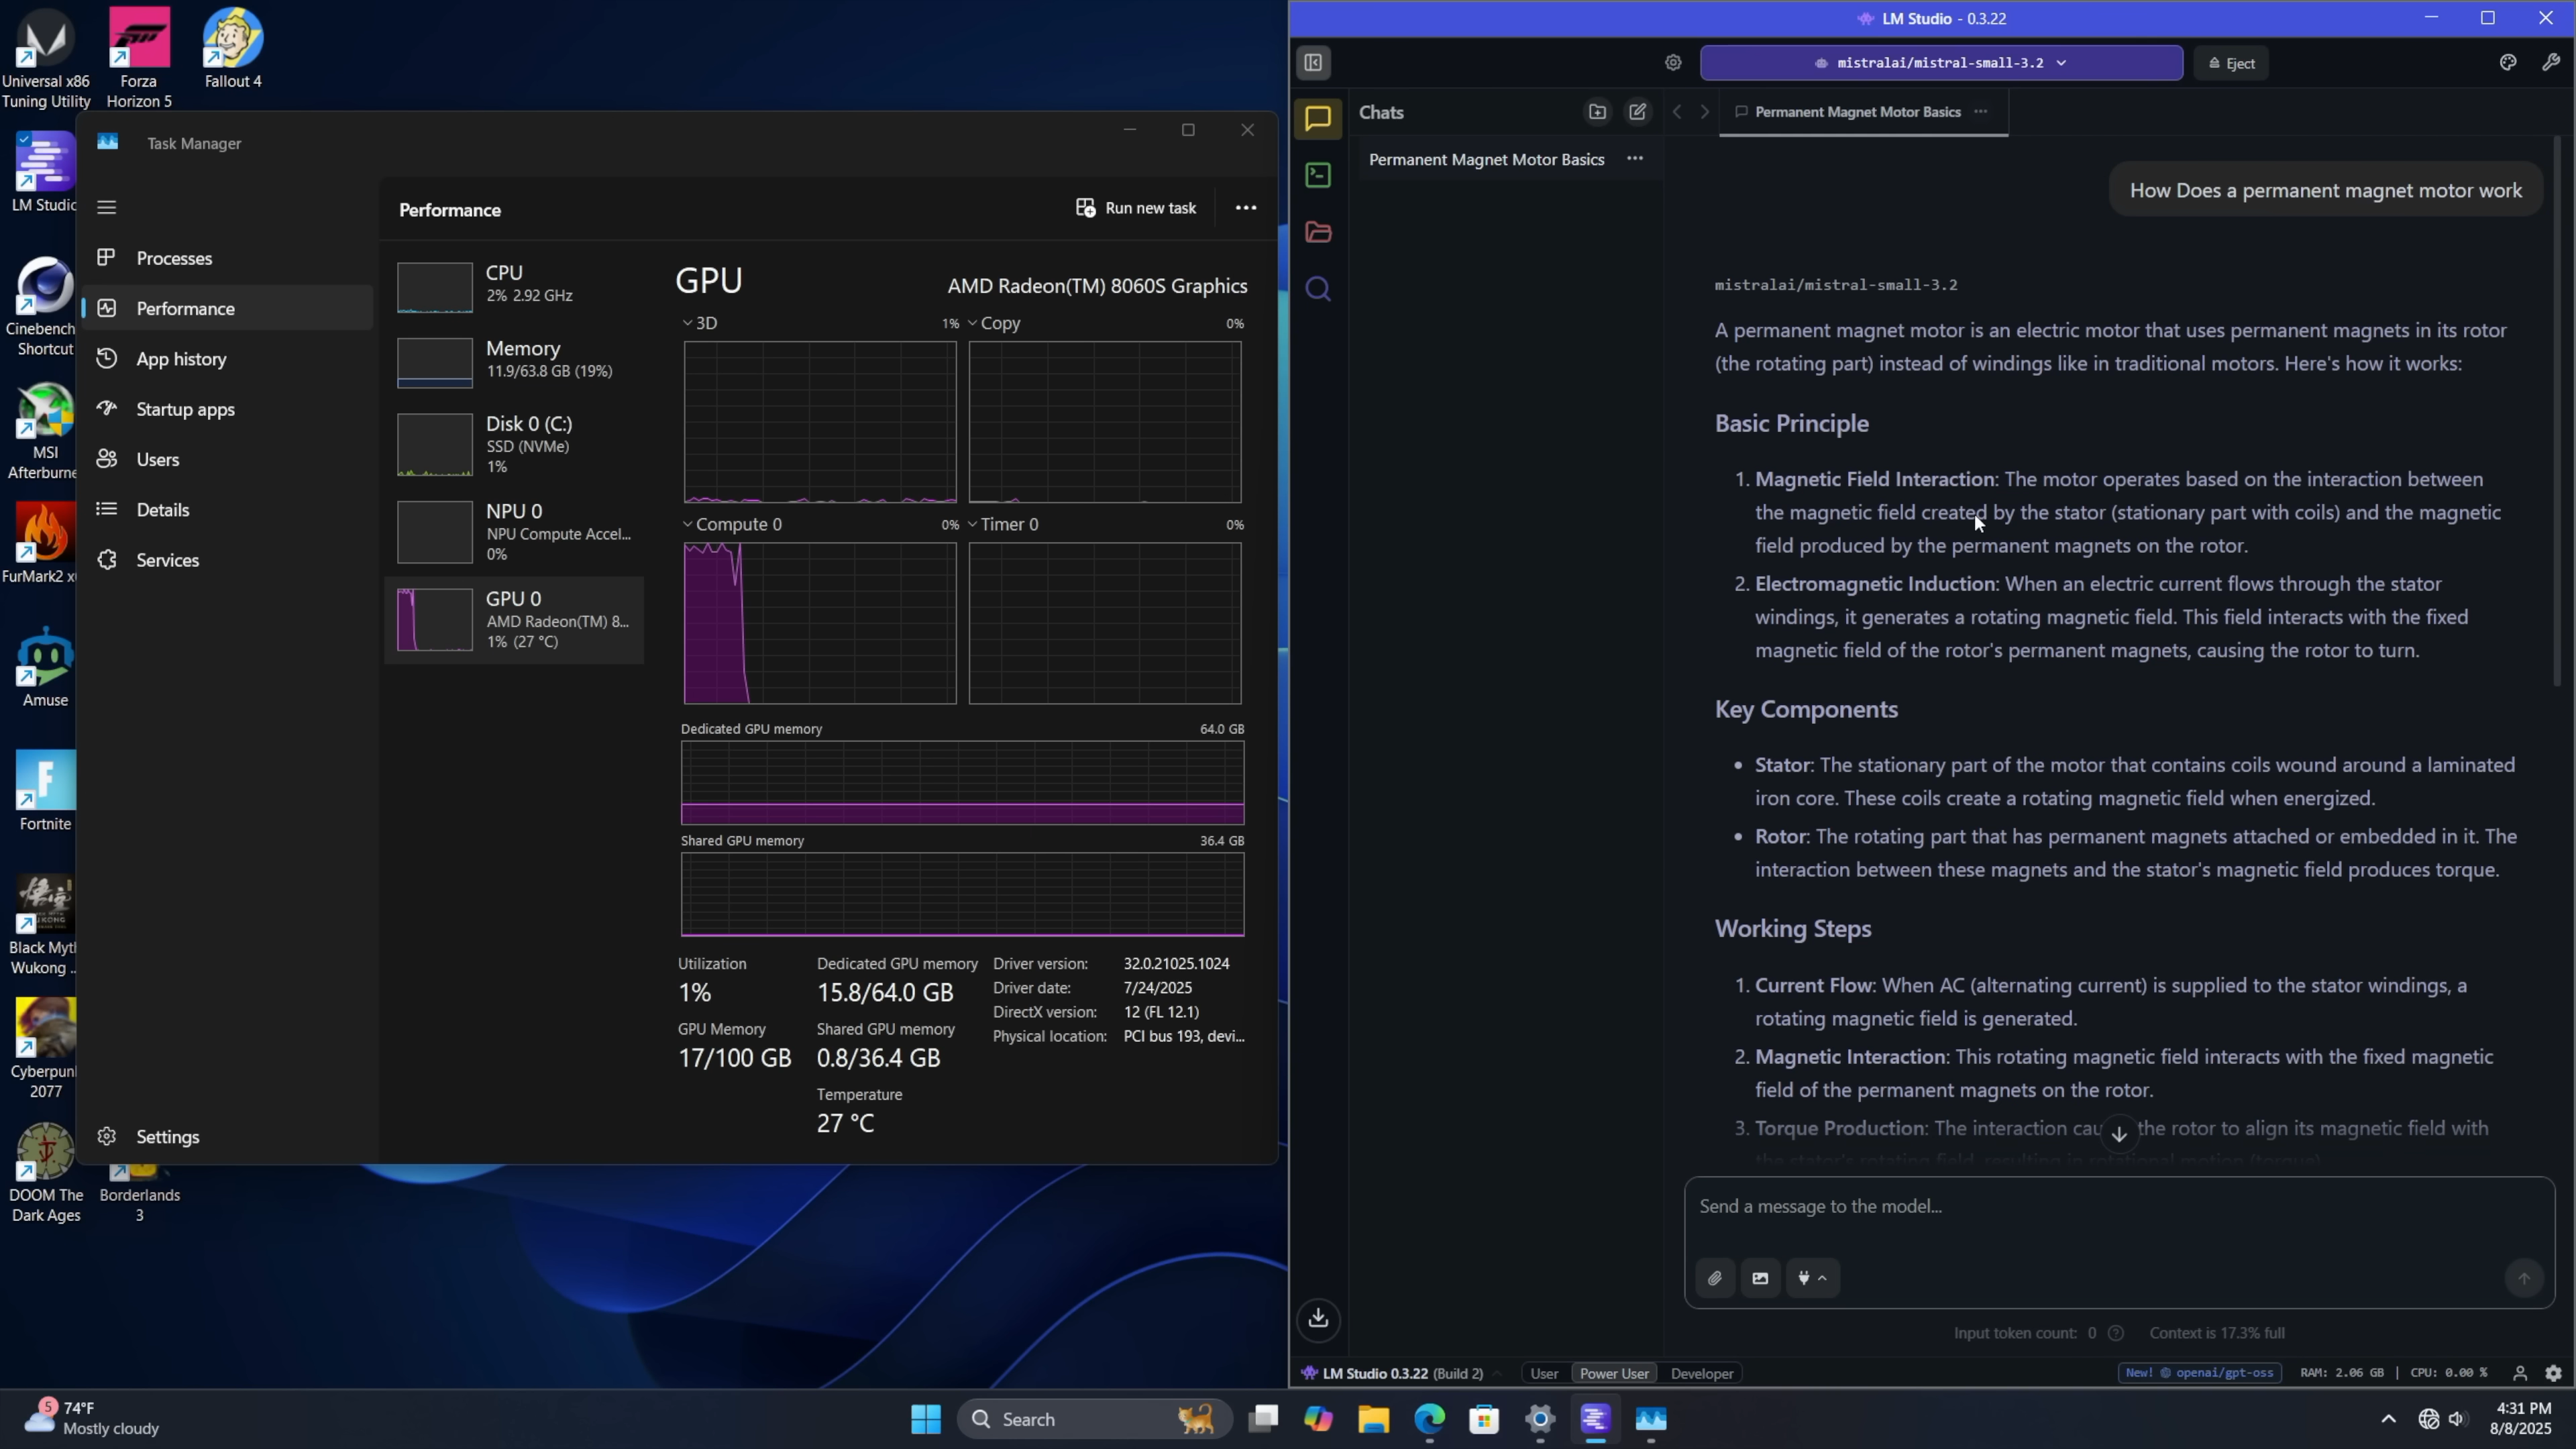 Universal x86
Tuning Utility
Forza
Horizon 5
Fallout 4
LM Studio
Cinebench
Shortcut
MSI
Afterburne
FurMark2 x
Amuse
Fortnite
Black Myt
Wukong ..
Cyberpun
2077
DOOM The
Dark Ages
Borderlands
3
Task Manager
Processes
Performance
App history
Startup apps
Users
Details
Services
Settings
Performance
Run new task
CPU
2% 2.92 GHz
Memory
11.9/63.8 GB (19%)
Disk 0 (C:)
SSD (NVMe)
1%
NPU 0
NPU Compute Accel...
0%
GPU 0
AMD Radeon(TM) 8...
1% (27 °C)
GPU
AMD Radeon(TM) 8060S Graphics
3D 1%
Copy 0%
Compute 0 0%
Timer 0 0%
Dedicated GPU memory 64.0 GB
Shared GPU memory 36.4 GB
Utilization
1%
GPU Memory
17/100 GB
Dedicated GPU memory
15.8/64.0 GB
Shared GPU memory
0.8/36.4 GB
Temperature
27 °C
Driver version: 32.0.21025.1024
Driver date: 7/24/2025
DirectX version: 12 (FL 12.1)
Physical location: PCI bus 193, devi...
LM Studio - 0.3.22
mistralai/mistral-small-3.2
Eject
Chats
Permanent Magnet Motor Basics
Permanent Magnet Motor Basics
How Does a permanent magnet motor work
mistralai/mistral-small-3.2
A permanent magnet motor is an electric motor that uses permanent magnets in its rotor
(the rotating part) instead of windings like in traditional motors. Here's how it works:
Basic Principle
1. Magnetic Field Interaction: The motor operates based on the interaction between
the magnetic field created by the stator (stationary part with coils) and the magnetic
field produced by the permanent magnets on the rotor.
2. Electromagnetic Induction: When an electric current flows through the stator
windings, it generates a rotating magnetic field. This field interacts with the fixed
magnetic field of the rotor's permanent magnets, causing the rotor to turn.
Key Components
• Stator: The stationary part of the motor that contains coils wound around a laminated
iron core. These coils create a rotating magnetic field when energized.
• Rotor: The rotating part that has permanent magnets attached or embedded in it. The
interaction between these magnets and the stator's magnetic field produces torque.
Working Steps
1. Current Flow: When AC (alternating current) is supplied to the stator windings, a
rotating magnetic field is generated.
2. Magnetic Interaction: This rotating magnetic field interacts with the fixed magnetic
field of the permanent magnets on the rotor.
3. Torque Production: The interaction cau the rotor to align its magnetic field with
the stator's rotating field, resulting in rotational motion (torque)
Send a message to the model...
Input token count: 0
Context is 17.3% full
LM Studio 0.3.22 (Build 2)
User
Power User
Developer
New! openai/gpt-oss
RAM: 2.06 GB | CPU: 0.00 %
5
74°F
Mostly cloudy
Search
4:31 PM
8/8/2025